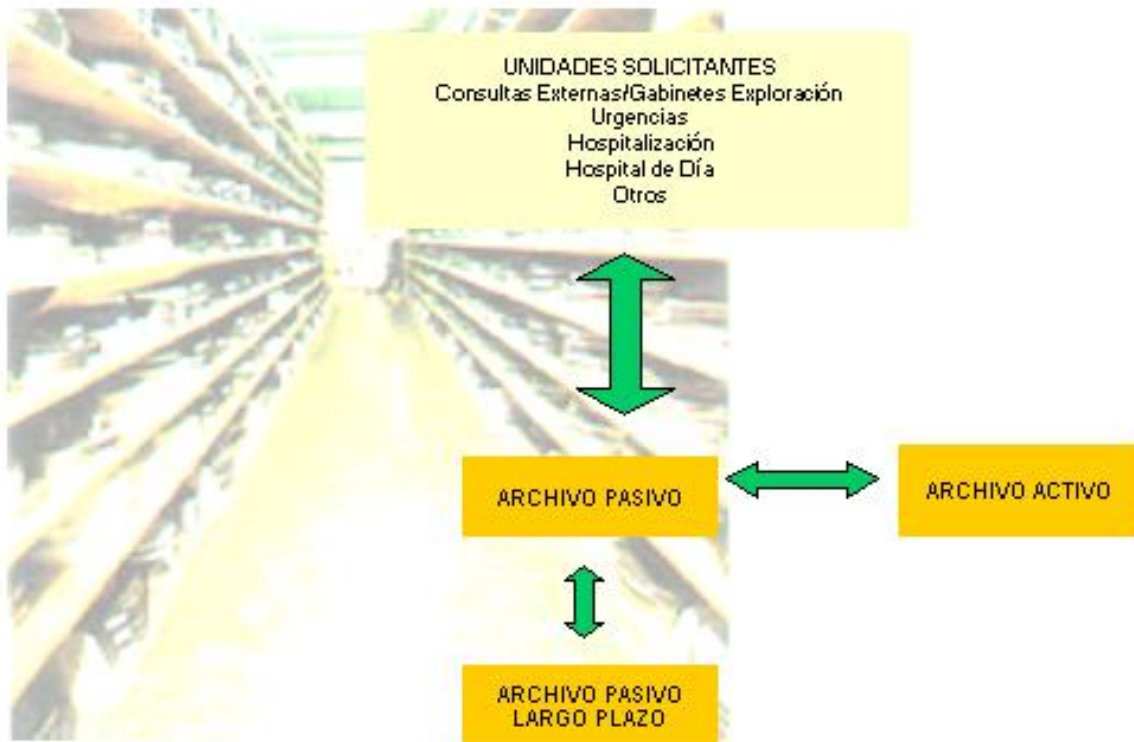 UNIDADES SOLICITANTES
Consultas Externas/Gabinetes Exploración
Urgencias
Hospitalización
Hospital de Día
Otros
ARCHIVO PASIVO
ARCHIVO ACTIVO
ARCHIVO PASIVO
LARGO PLAZO